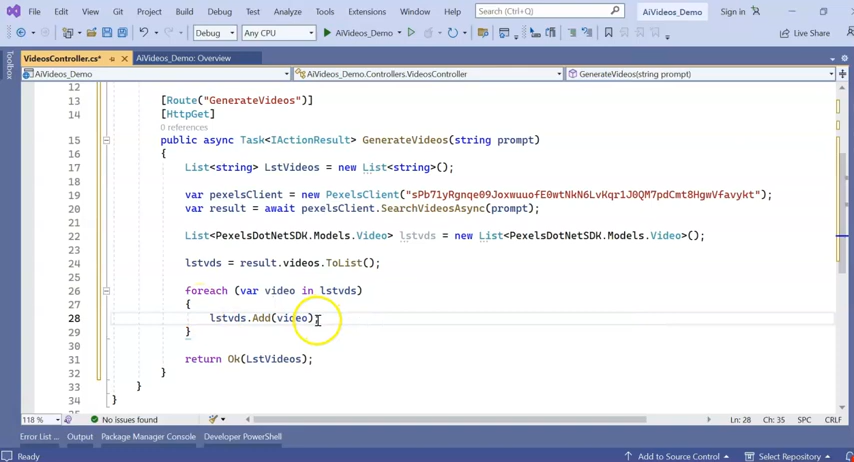 File Edit View Git Project Build Debug Test Analyze Tools Extensions Window Help Search (Ctrl+Q) AiVideos_Demo Sign in
Debug Any CPU AiVideos_Demo Live Share
VideosController.cs* AiVideos_Demo: Overview
Toolbox
AiVideos_Demo AiVideos_Demo.Controllers.VideosController GenerateVideos(string prompt)
12
13 [Route("GenerateVideos")]
14 [HttpGet]
0 references
15 public async Task<IActionResult> GenerateVideos(string prompt)
16 {
17 List<string> LstVideos = new List<string>();
18
19 var pexelsClient = new PexelsClient("sPb71yRgnqe09JoxwuuofE0wtNkN6LvKqr1J0QM7pdCmt8HgwVfavykt");
20 var result = await pexelsClient.SearchVideosAsync(prompt);
21
22 List<PexelsDotNetSDK.Models.Video> lstvds = new List<PexelsDotNetSDK.Models.Video>();
23
24 lstvds = result.videos.ToList();
25
26 foreach (var video in lstvds)
27 {
28 lstvds.Add(video);
29 }
30
31 return Ok(LstVideos);
32 }
33 }
34 }
118 % No issues found Ln: 28 Ch: 35 SPC CRLF
Error List ... Output Package Manager Console Developer PowerShell
Ready Add to Source Control Select Repository